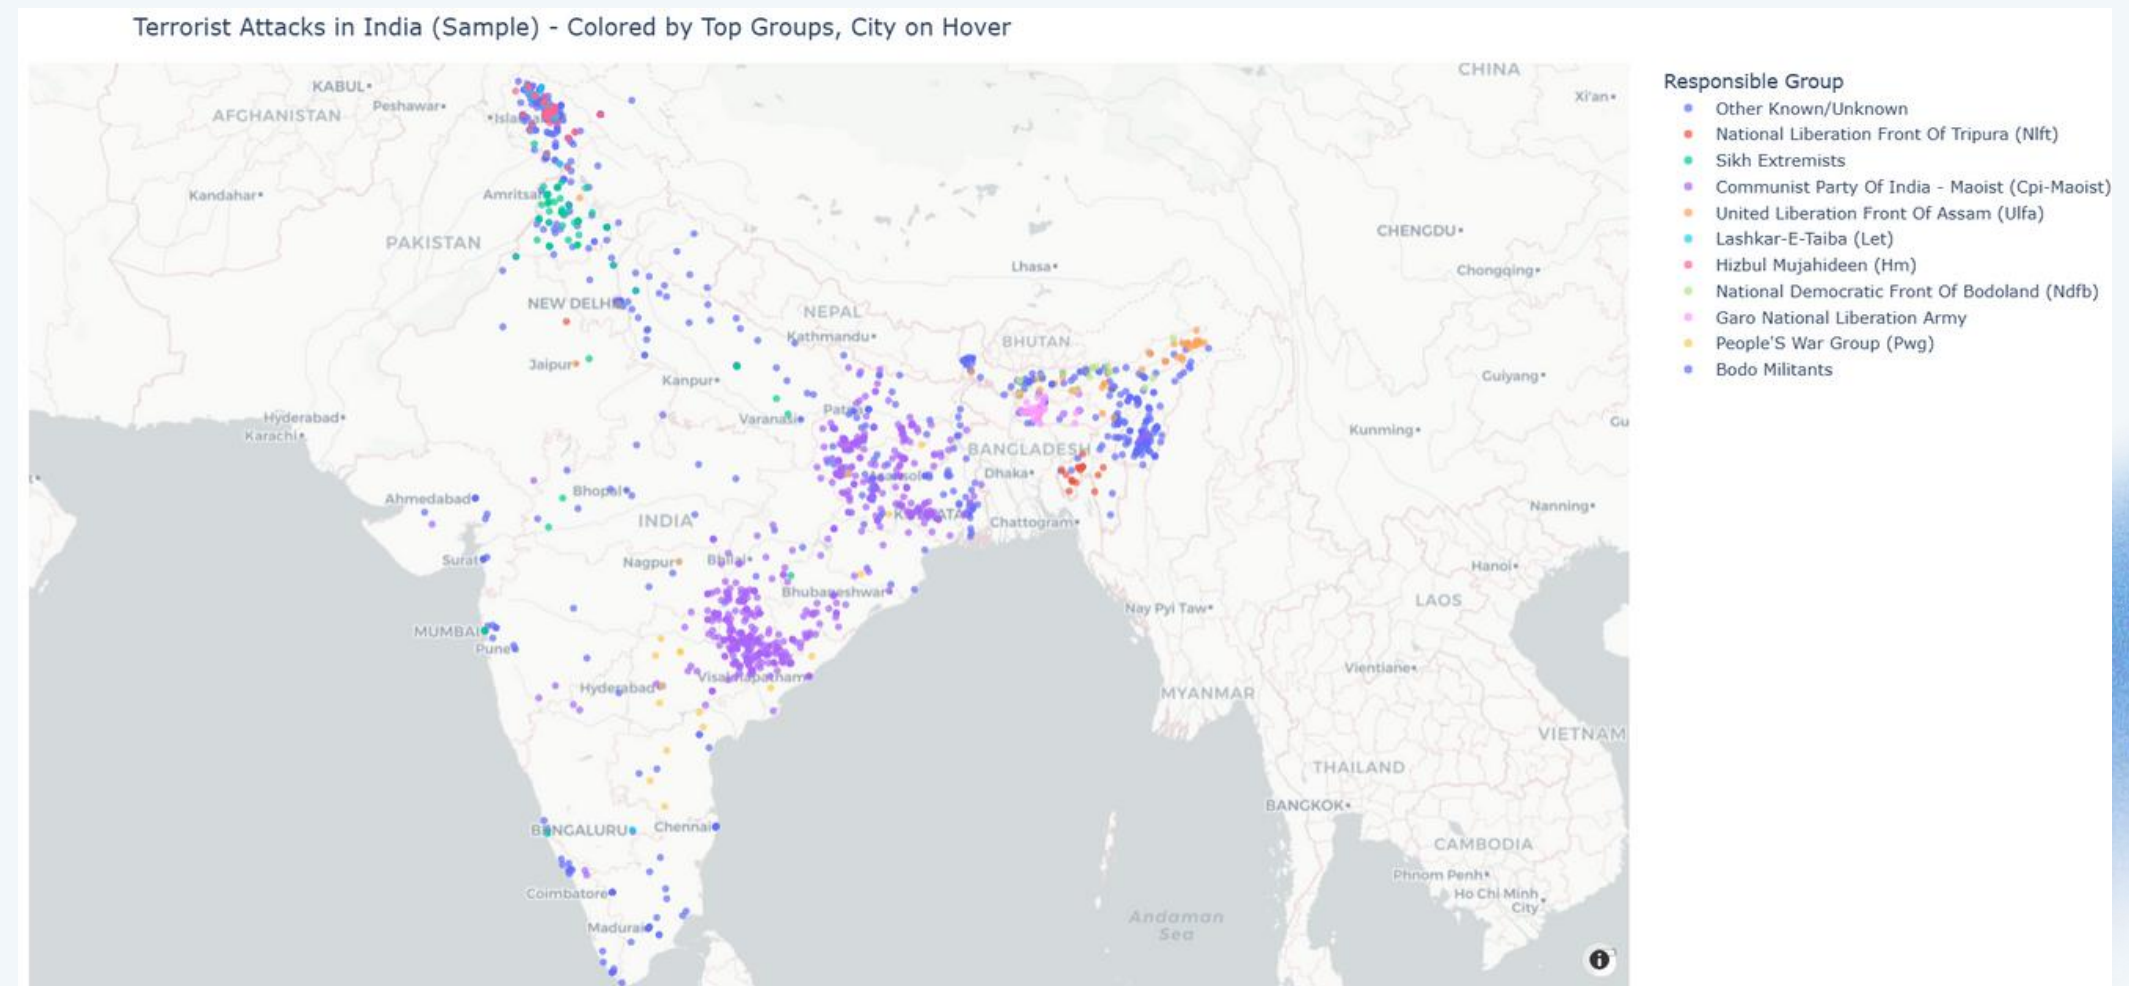 Terrorist Attacks in India (Sample) - Colored by Top Groups, City on Hover
CHINA
KABUL
Xi'an
AFGHANISTAN
Peshawar
Kandahar
Amritsar
PAKISTAN
CHENGDU
Lhasa
Chongqing
NEW DELHI
NEPAL
Kathmandu
BHUTAN
Jaipur
Kanpur
Guiyang
Hyderabad
Karachi
Varanasi
Patna
Gu
Kunming
BANGLADESH
Dhaka
Asansol
Ahmedabad
Bhopal
INDIA
KOLKATA
Chattogram
Nanning
Surat
Nagpur
Bhilai
Hanoi
Bhubaneshwar
LAOS
Nay Pyi Taw
MUMBAI
Pune
Vientiane
Hyderabad
Visakhapatnam
MYANMAR
VIETNAM
THAILAND
BANGKOK
BENGALURU
Chennai
CAMBODIA
Phnom Penh
Ho Chi Minh
City
Coimbatore
Madurai
Andaman
Sea
Responsible Group
Other Known/Unknown
National Liberation Front Of Tripura (Nlft)
Sikh Extremists
Communist Party Of India - Maoist (Cpi-Maoist)
United Liberation Front Of Assam (Ulfa)
Lashkar-E-Taiba (Let)
Hizbul Mujahideen (Hm)
National Democratic Front Of Bodoland (Ndfb)
Garo National Liberation Army
People'S War Group (Pwg)
Bodo Militants